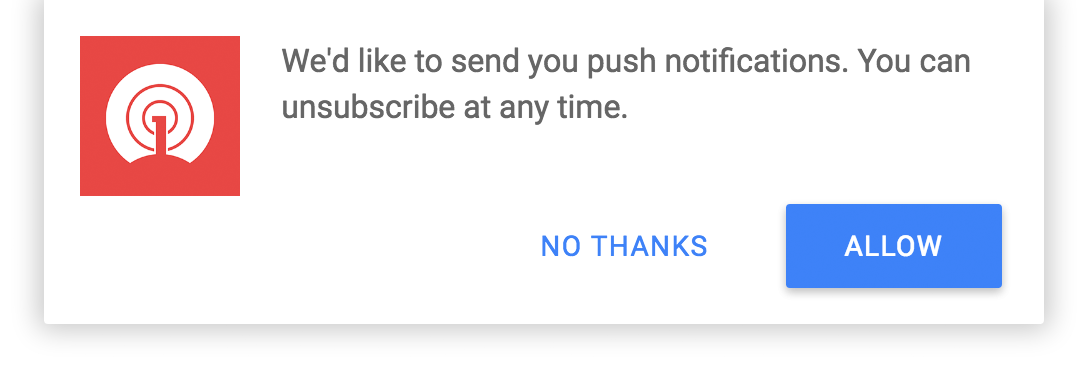 We'd like to send you push notifications. You can
unsubscribe at any time.
NO THANKS
ALLOW